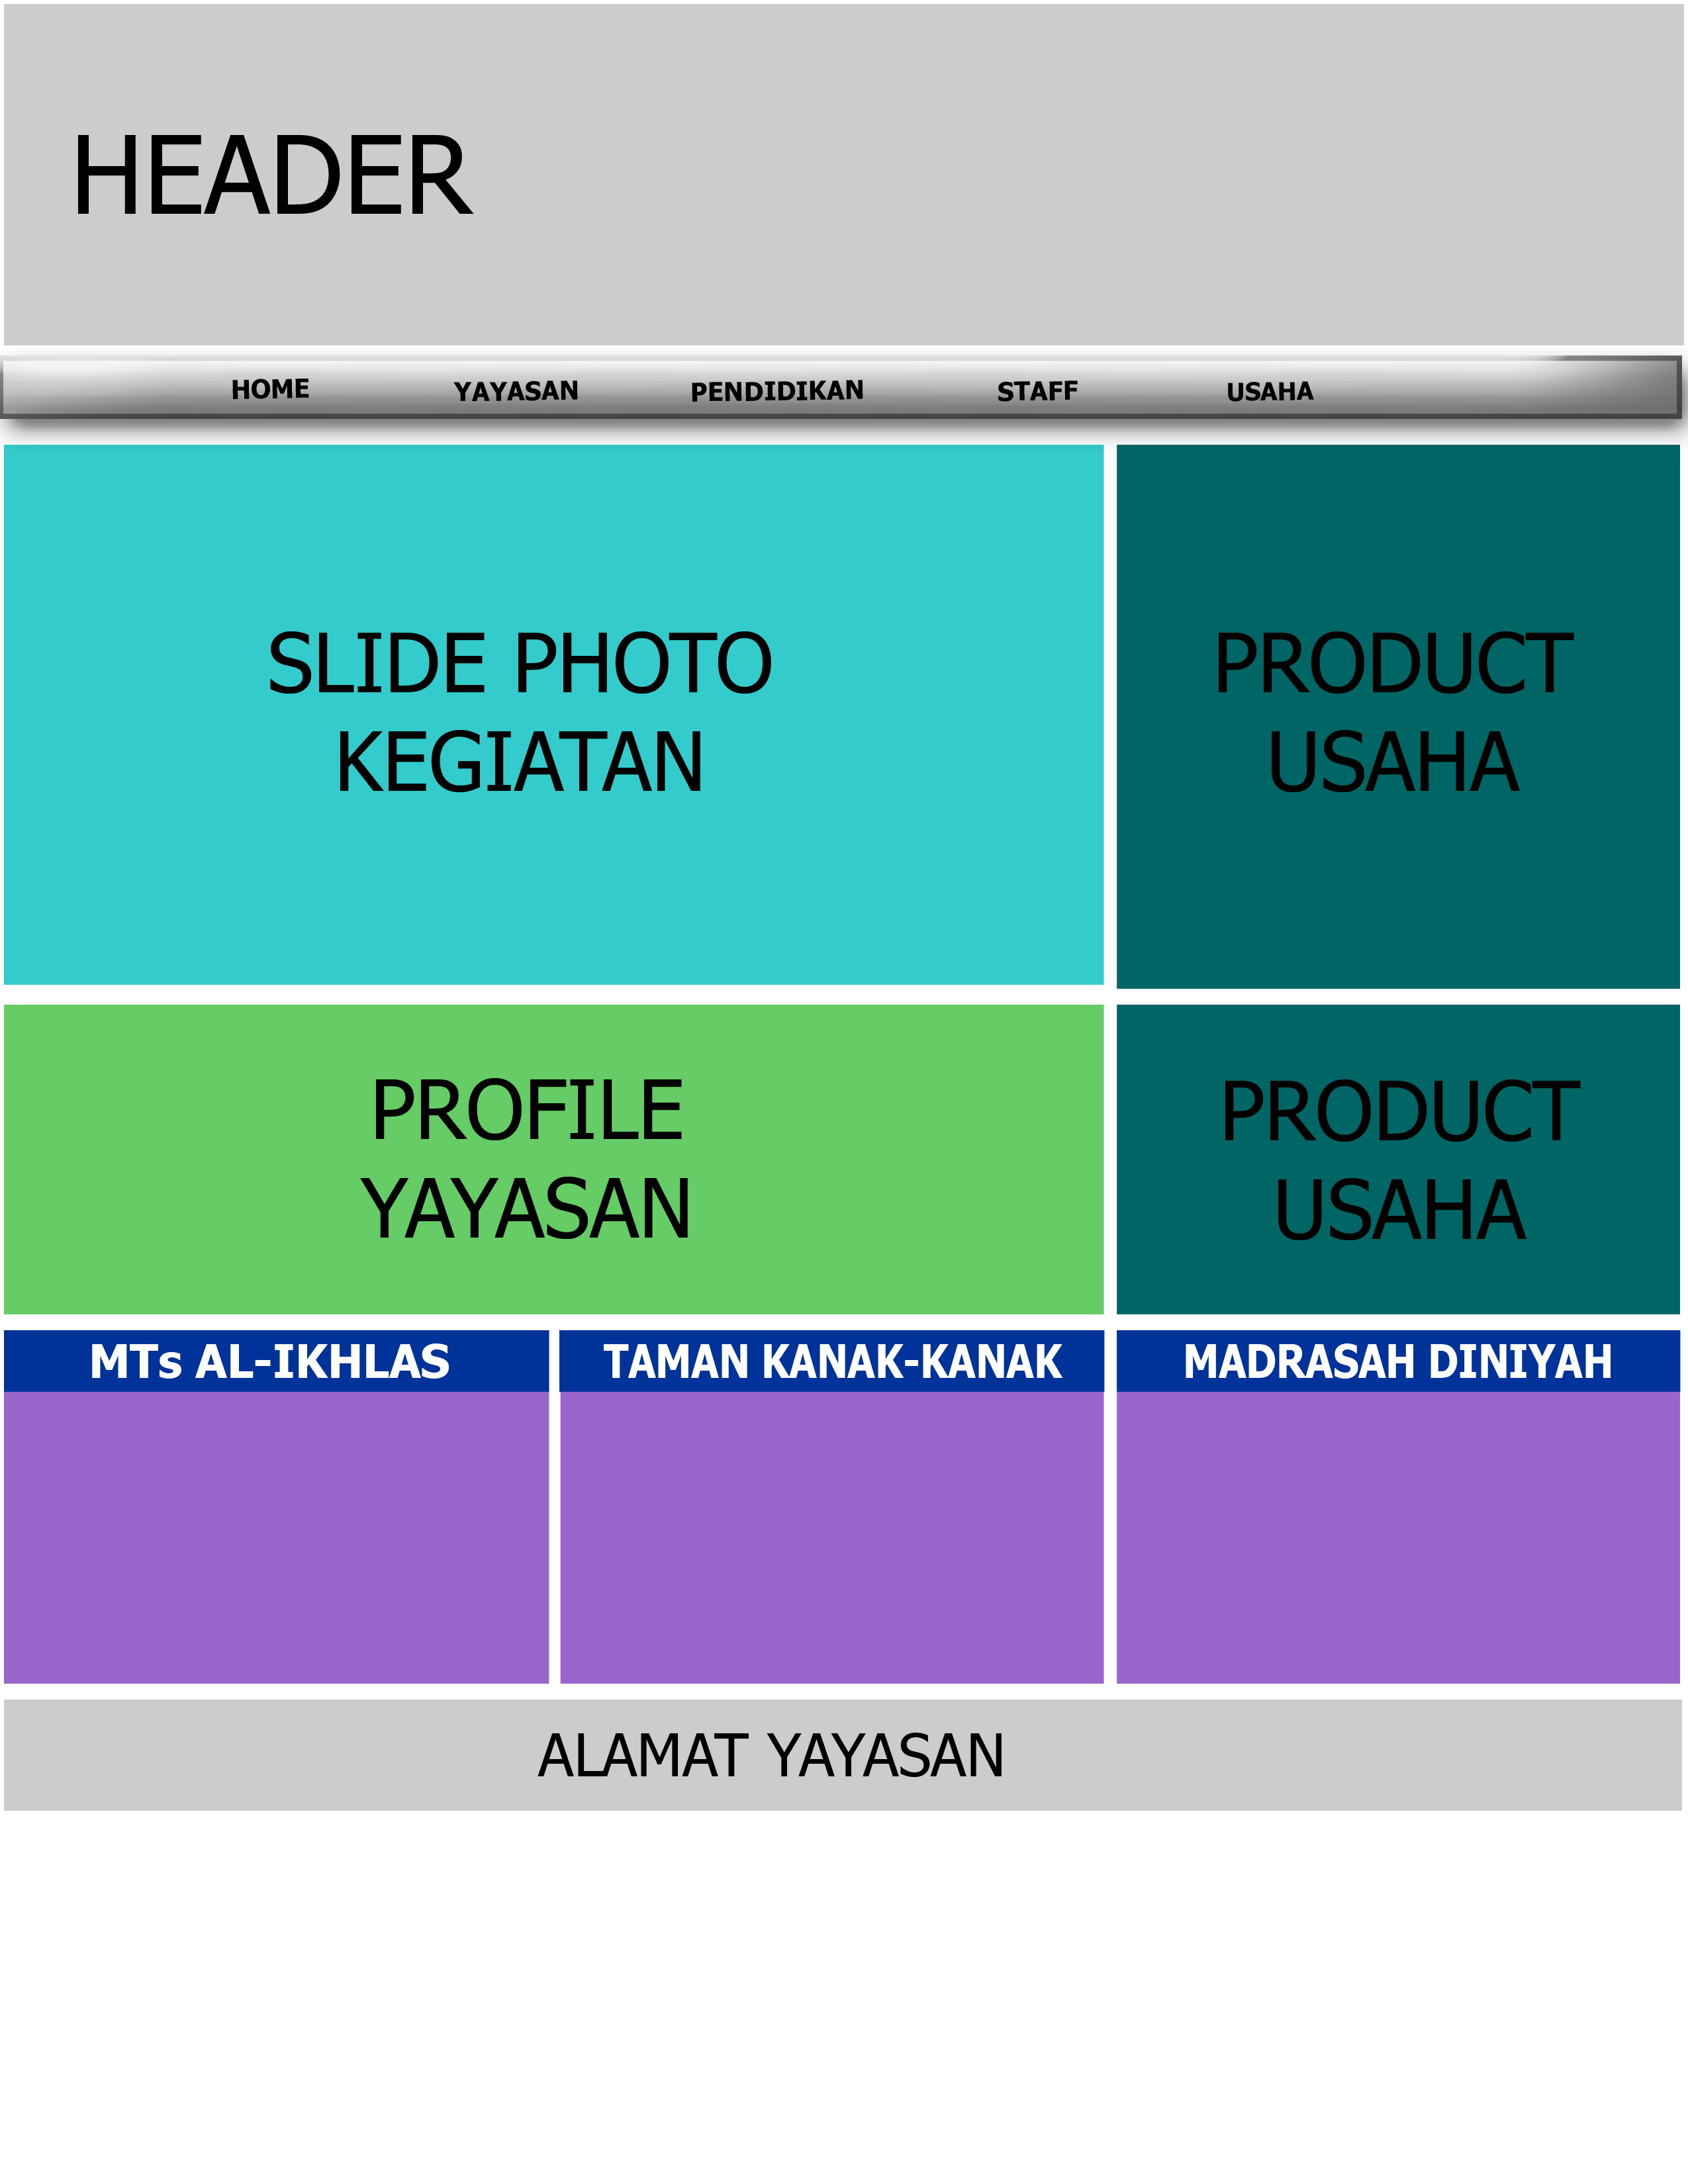 HEADER
HOME YAYASAN PENDIDIKAN STAFF USAHA
SLIDE PHOTO
KEGIATAN
PRODUCT
USAHA
PROFILE
YAYASAN
PRODUCT
USAHA
MTs AL-IKHLAS
TAMAN KANAK-KANAK
MADRASAH DINIYAH
ALAMAT YAYASAN